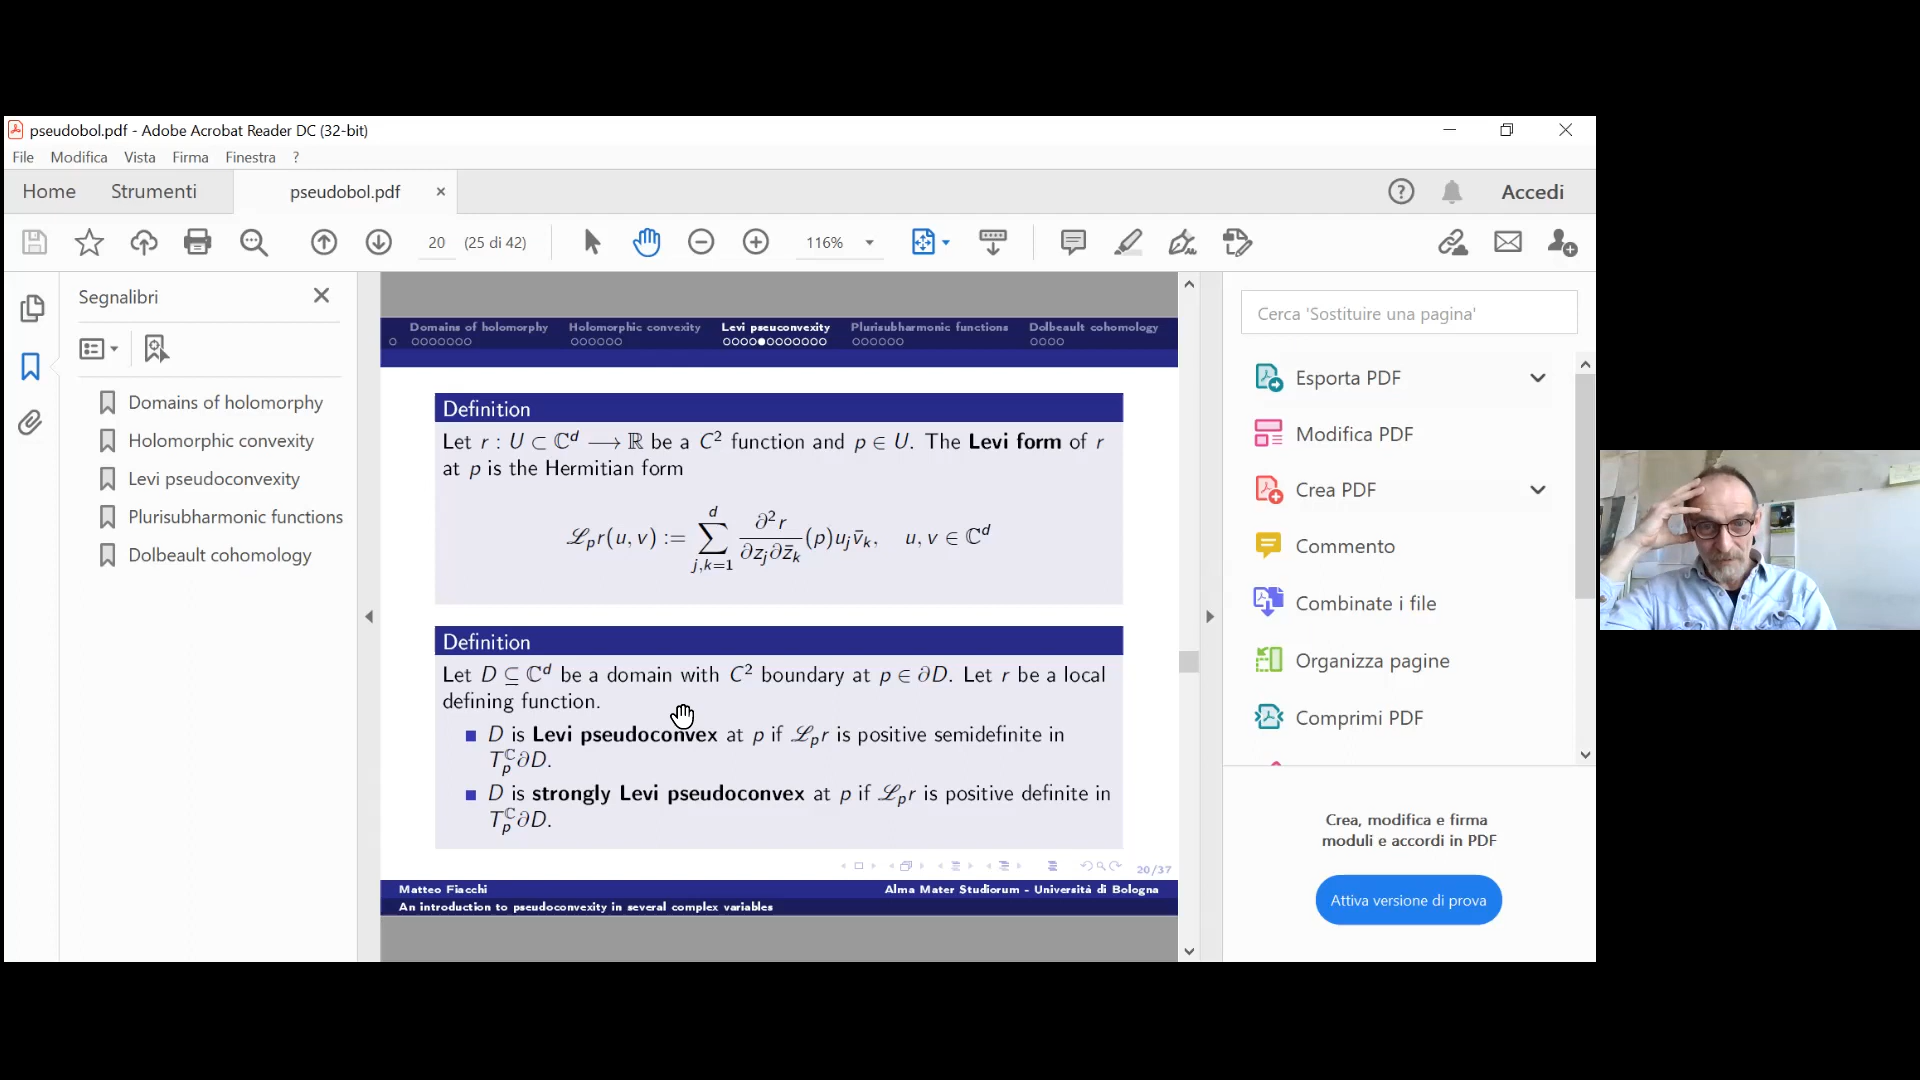 pseudobol.pdf - Adobe Acrobat Reader DC (32-bit)
File Modifica Vista Firma Finestra ?
Home Strumenti pseudobol.pdf × Accedi
20 (25 di 42) 116%
Segnalibri
Domains of holomorphy
Holomorphic convexity
Levi pseudoconvexity
Plurisubharmonic functions
Dolbeault cohomology
Domains of holomorphy Holomorphic convexity Levi pseuconvexity Plurisubharmonic functions Dolbeault cohomology
Definition
Let r : U ⊂ ℂᵈ ⟶ ℝ be a C² function and p ∈ U. The Levi form of r
at p is the Hermitian form
ℒₚr(u, v) := ∑_{j,k=1}^{d} ∂²r/∂z_j∂z̄_k (p)u_j v̄_k, u, v ∈ ℂᵈ
Definition
Let D ⊆ ℂᵈ be a domain with C² boundary at p ∈ ∂D. Let r be a local
defining function.
D is Levi pseudoconvex at p if ℒₚr is positive semidefinite in
T_p^ℂ∂D.
D is strongly Levi pseudoconvex at p if ℒₚr is positive definite in
T_p^ℂ∂D.
20/37
Matteo Fiacchi Alma Mater Studiorum - Università di Bologna
An introduction to pseudoconvexity in several complex variables
Cerca 'Sostituire una pagina'
Esporta PDF
Modifica PDF
Crea PDF
Commento
Combinate i file
Organizza pagine
Comprimi PDF
Crea, modifica e firma
moduli e accordi in PDF
Attiva versione di prova